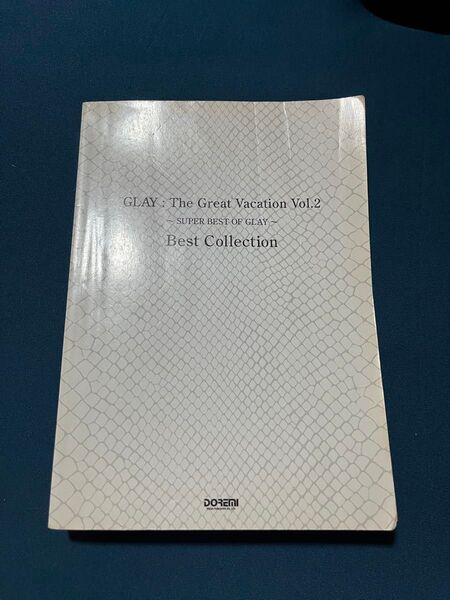 GLAY : The Great Vacation Vol.2
～ SUPER BEST OF GLAY ～
Best Collection
DOREMI